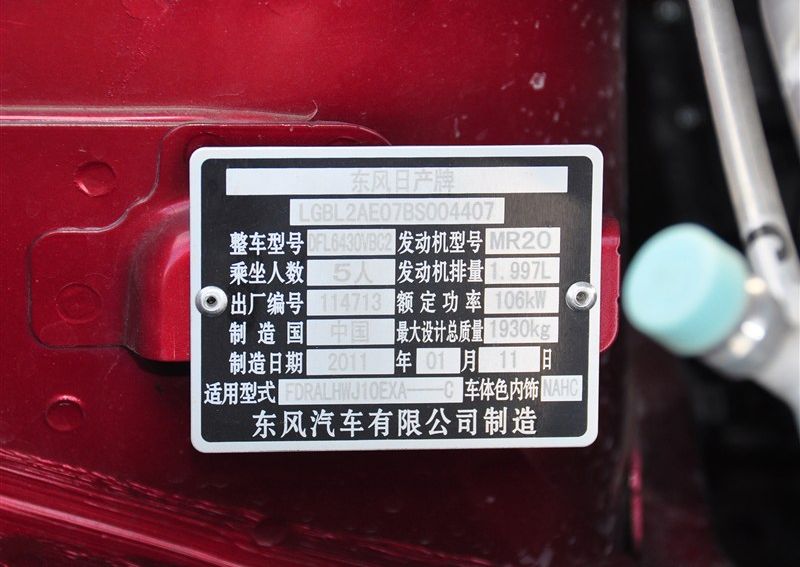 东风日产牌
LGBL2AE07BS004407
整车型号 DFL6430VBC2 发动机型号 MR20
乘坐人数 5人 发动机排量 1.997L
出厂编号 114713 额定功率 106kW
制造国 中国 最大设计总质量 1930kg
制造日期 2011 年 01 月 11 日
适用型式 FDRALHWJ10EXA----C 车体色内饰 NAHC
东风汽车有限公司制造